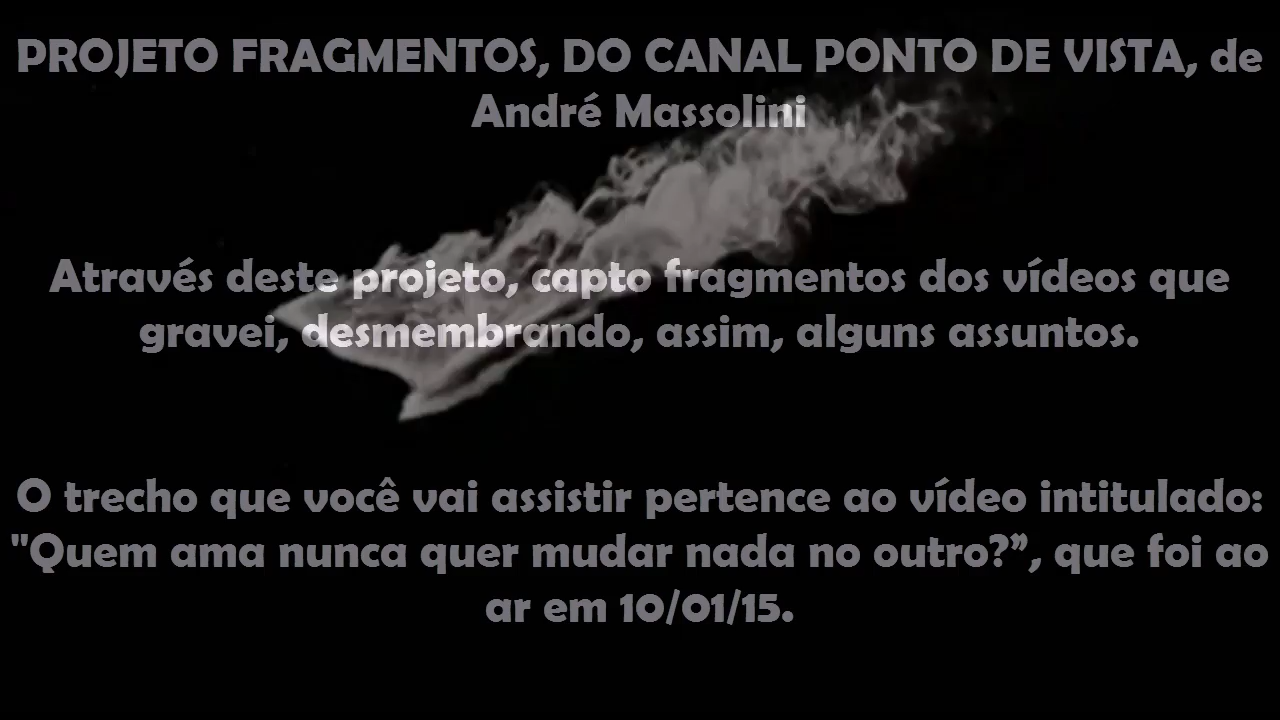 PROJETO FRAGMENTOS, DO CANAL PONTO DE VISTA, de
André Massolini
Através deste projeto, capto fragmentos dos vídeos que
gravei, desmembrando, assim, alguns assuntos.
O trecho que você vai assistir pertence ao vídeo intitulado:
"Quem ama nunca quer mudar nada no outro?”, que foi ao
ar em 10/01/15.